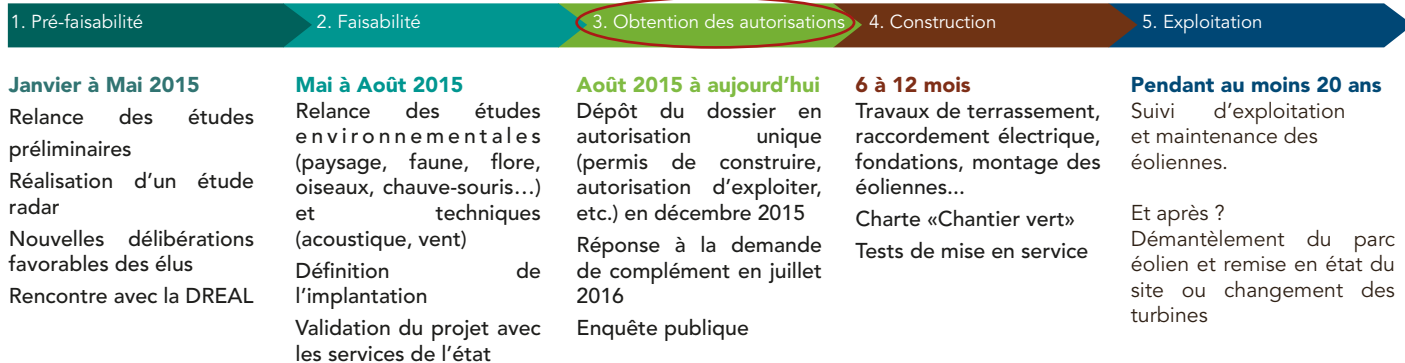 1. Pré-faisabilité
2. Faisabilité
3. Obtention des autorisations
4. Construction
5. Exploitation
Janvier à Mai 2015
Relance des études
préliminaires
Réalisation d'un étude
radar
Nouvelles délibérations
favorables des élus
Rencontre avec la DREAL
Mai à Août 2015
Relance des études
environnementales
(paysage, faune, flore,
oiseaux, chauve-souris…)
et techniques
(acoustique, vent)
Définition de
l'implantation
Validation du projet avec
les services de l'état
Août 2015 à aujourd'hui
Dépôt du dossier en
autorisation unique
(permis de construire,
autorisation d'exploiter,
etc.) en décembre 2015
Réponse à la demande
de complément en juillet
2016
Enquête publique
6 à 12 mois
Travaux de terrassement,
raccordement électrique,
fondations, montage des
éoliennes...
Charte «Chantier vert»
Tests de mise en service
Pendant au moins 20 ans
Suivi d'exploitation
et maintenance des
éoliennes.
Et après ?
Démantèlement du parc
éolien et remise en état du
site ou changement des
turbines